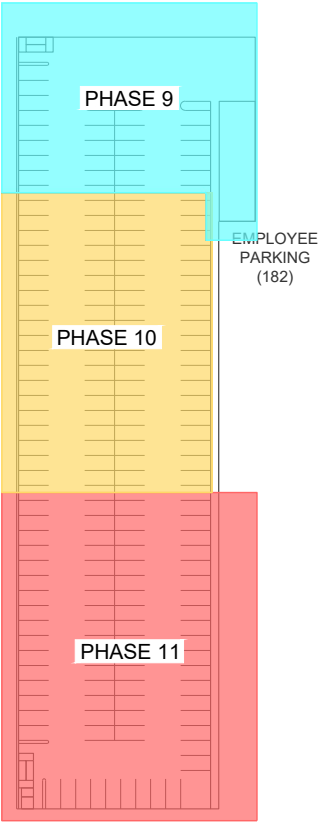 PHASE 9
EMPLOYEE
PARKING
(182)
PHASE 10
PHASE 11